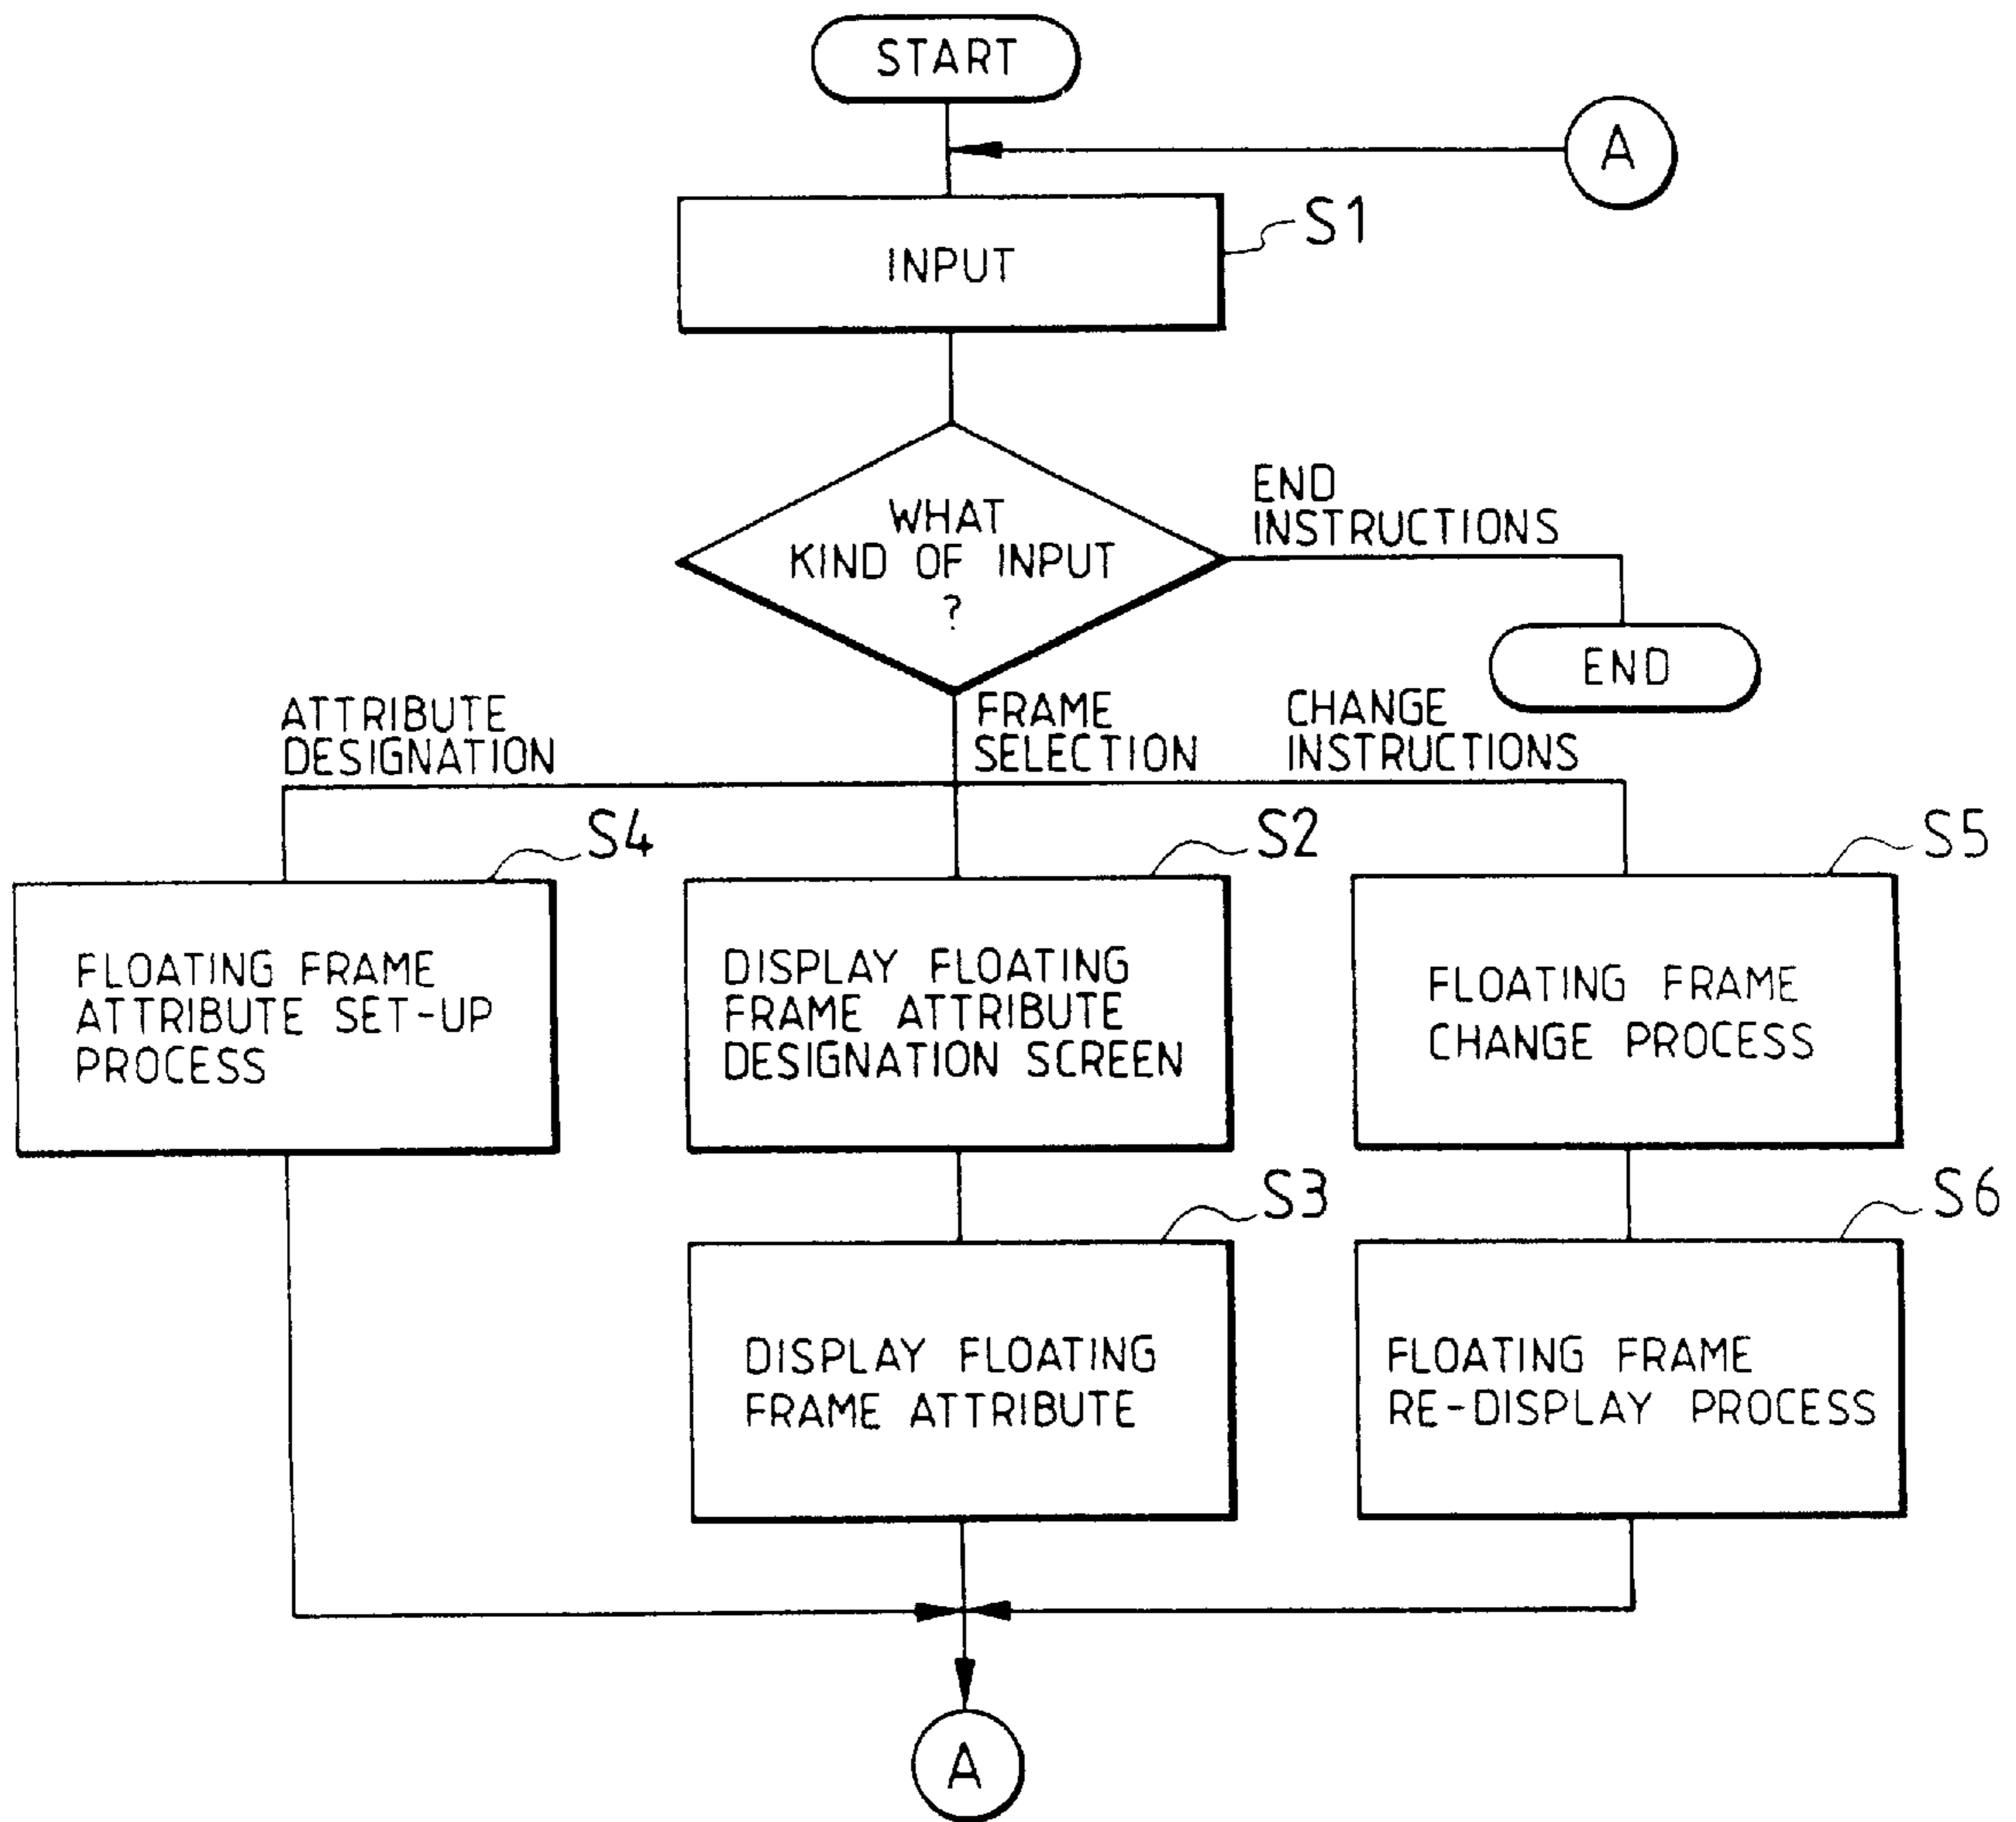 START
A
INPUT
S1
WHAT
KIND OF INPUT
?
END
INSTRUCTIONS
END
ATTRIBUTE
DESIGNATION
FRAME
SELECTION
CHANGE
INSTRUCTIONS
S4
FLOATING FRAME
ATTRIBUTE SET-UP
PROCESS
S2
DISPLAY FLOATING
FRAME ATTRIBUTE
DESIGNATION SCREEN
S5
FLOATING FRAME
CHANGE PROCESS
S3
DISPLAY FLOATING
FRAME ATTRIBUTE
S6
FLOATING FRAME
RE-DISPLAY PROCESS
A